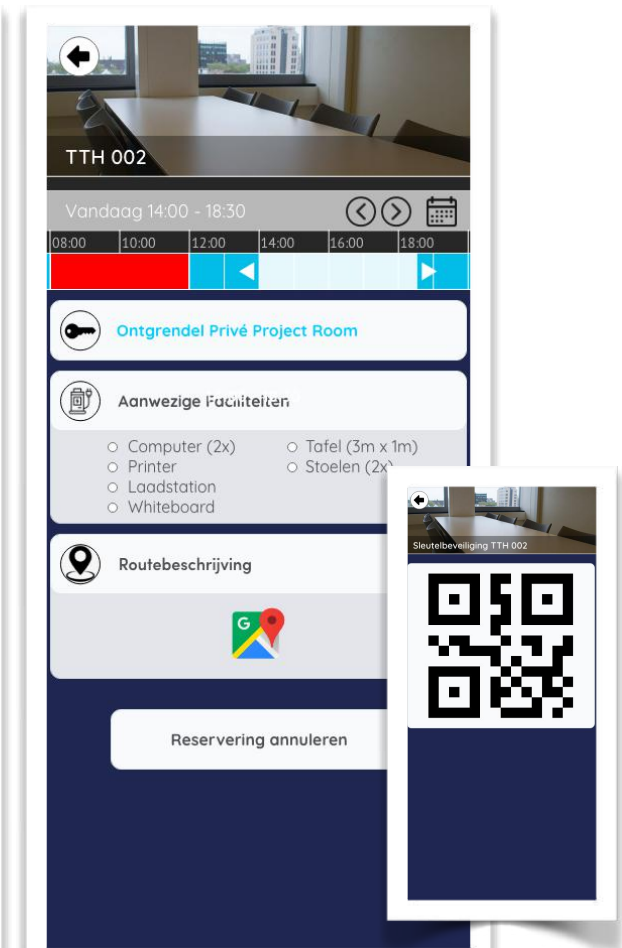 TTH 002
Vandaag 14:00 - 18:30
08:00 10:00 12:00 14:00 16:00 18:00
Ontgrendel Privé Project Room
Aanwezige Faciliteiten
Computer (2x)
Printer
Laadstation
Whiteboard
Tafel (3m x 1m)
Stoelen (2x)
Routebeschrijving
G
Reservering annuleren
Sleutelbeveiliging TTH 002